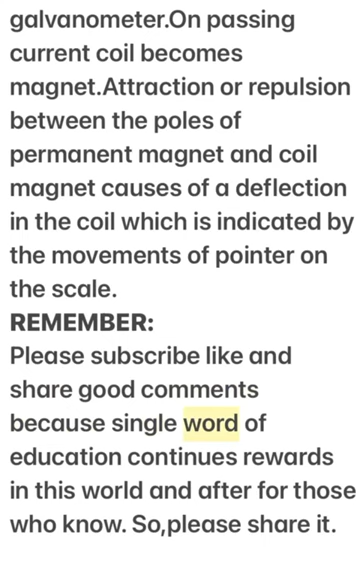 galvanometer.On passing
current coil becomes
magnet.Attraction or repulsion
between the poles of
permanent magnet and coil
magnet causes of a deflection
in the coil which is indicated by
the movements of pointer on
the scale.
REMEMBER:
Please subscribe like and
share good comments
because single word of
education continues rewards
in this world and after for those
who know. So,please share it.